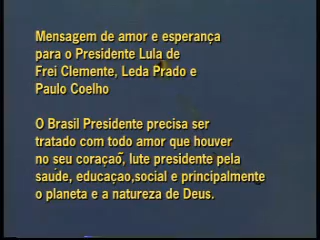 Mensagem de amor e esperança
para o Presidente Lula de
Frei Clemente, Leda Prado e
Paulo Coelho
O Brasil Presidente precisa ser
tratado com todo amor que houver
no seu coraçaõ, lute presidente pela
saúde, educaçao,social e principalmente
o planeta e a natureza de Deus.